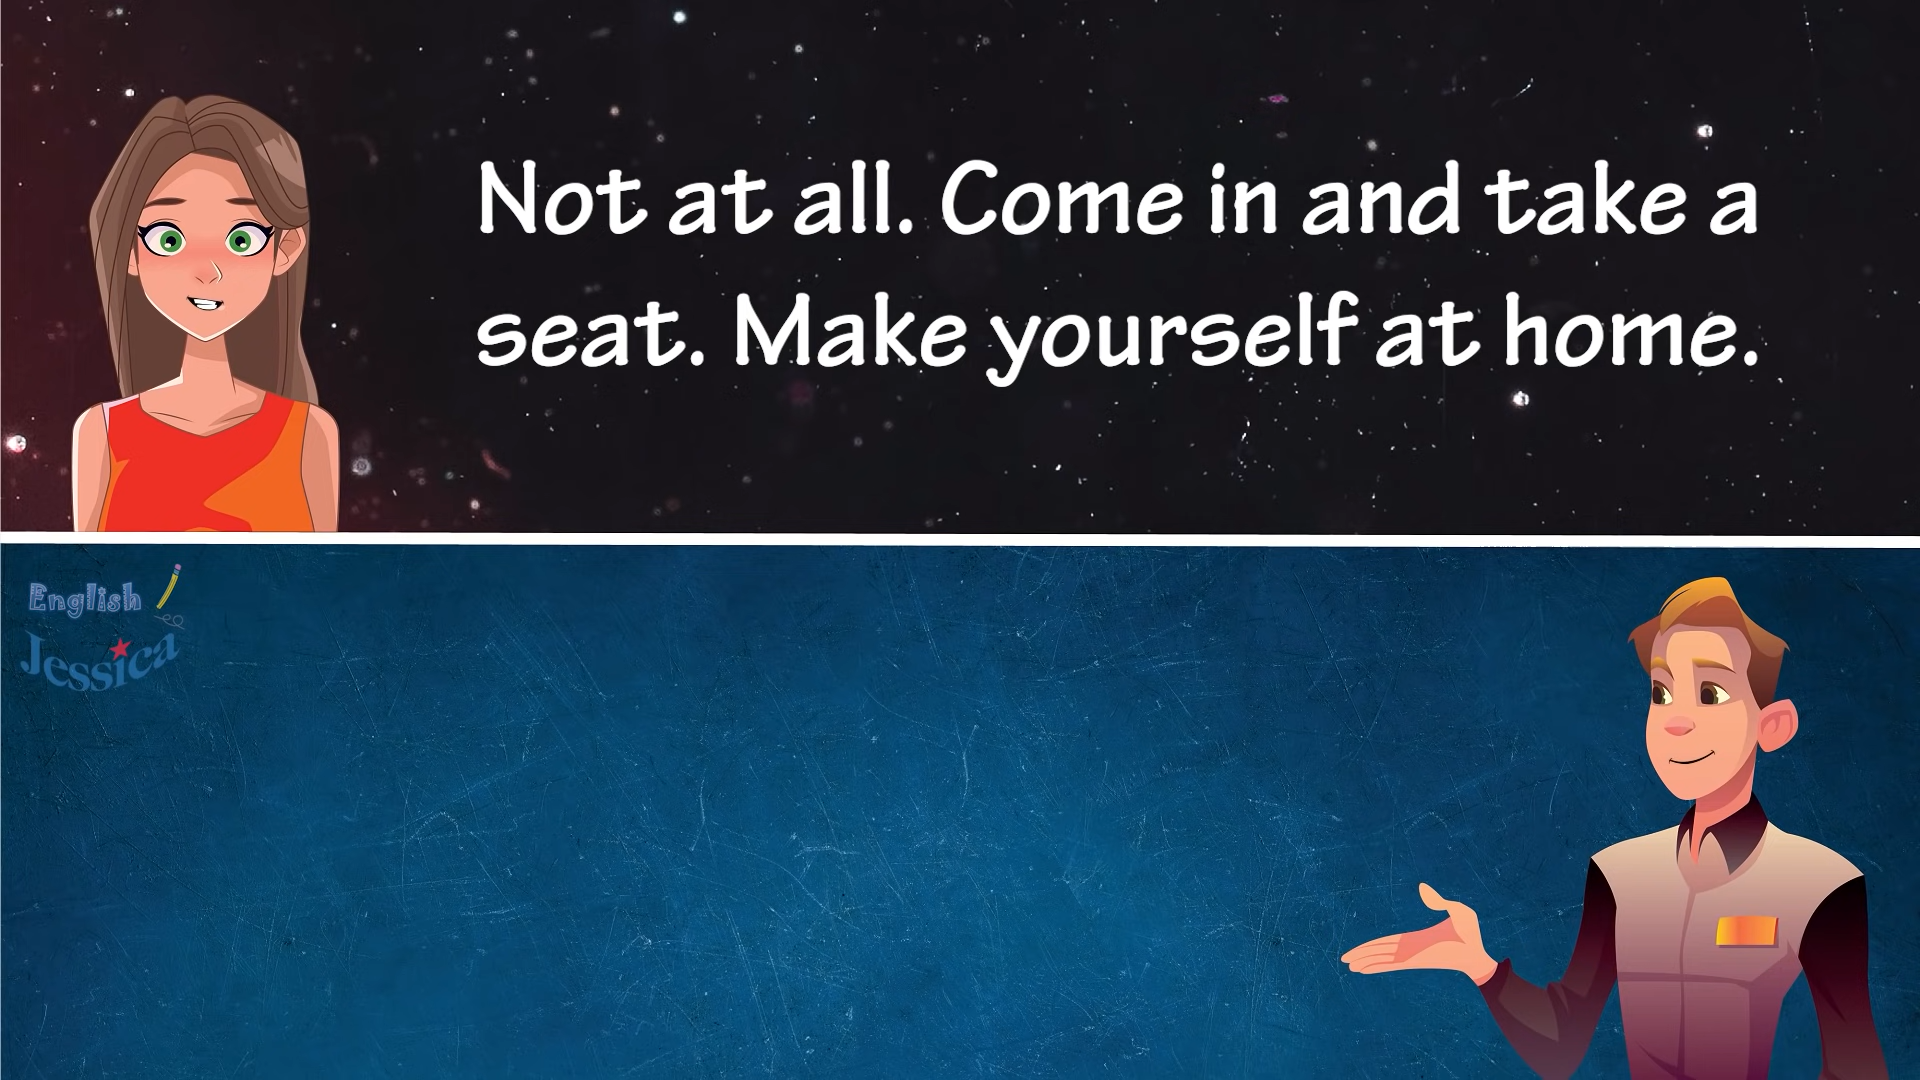 Not at all. Come in and take a
seat. Make yourself at home.
English
Jessica